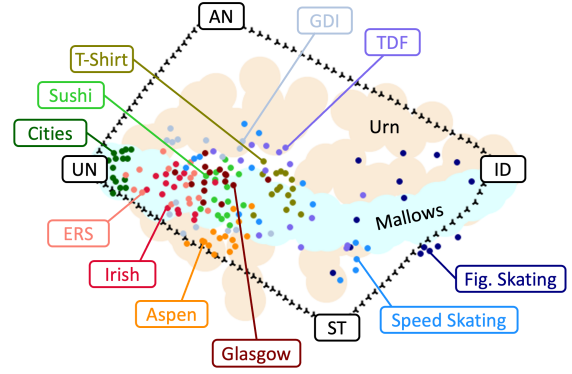 AN
GDI
TDF
T-Shirt
Sushi
Urn
Cities
UN
ID
Mallows
ERS
Irish
Fig. Skating
Aspen
ST
Speed Skating
Glasgow